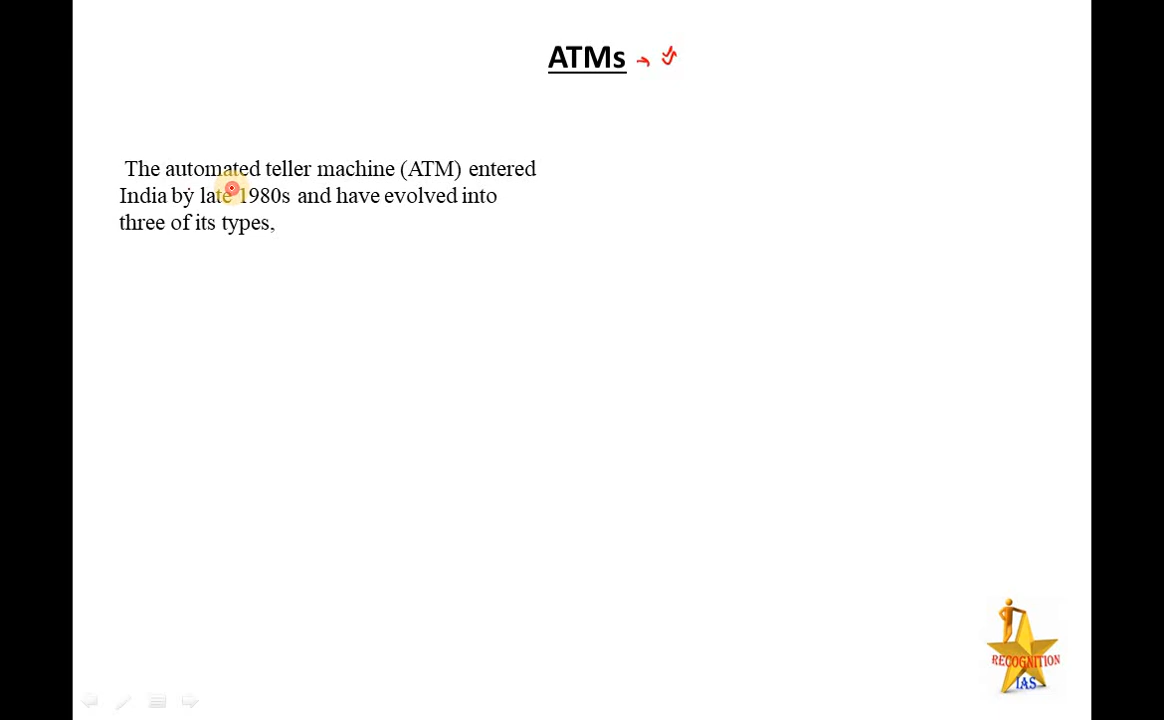 ATMs
The automated teller machine (ATM) entered
India by late 1980s and have evolved into
three of its types,
RECOGNITION
IAS